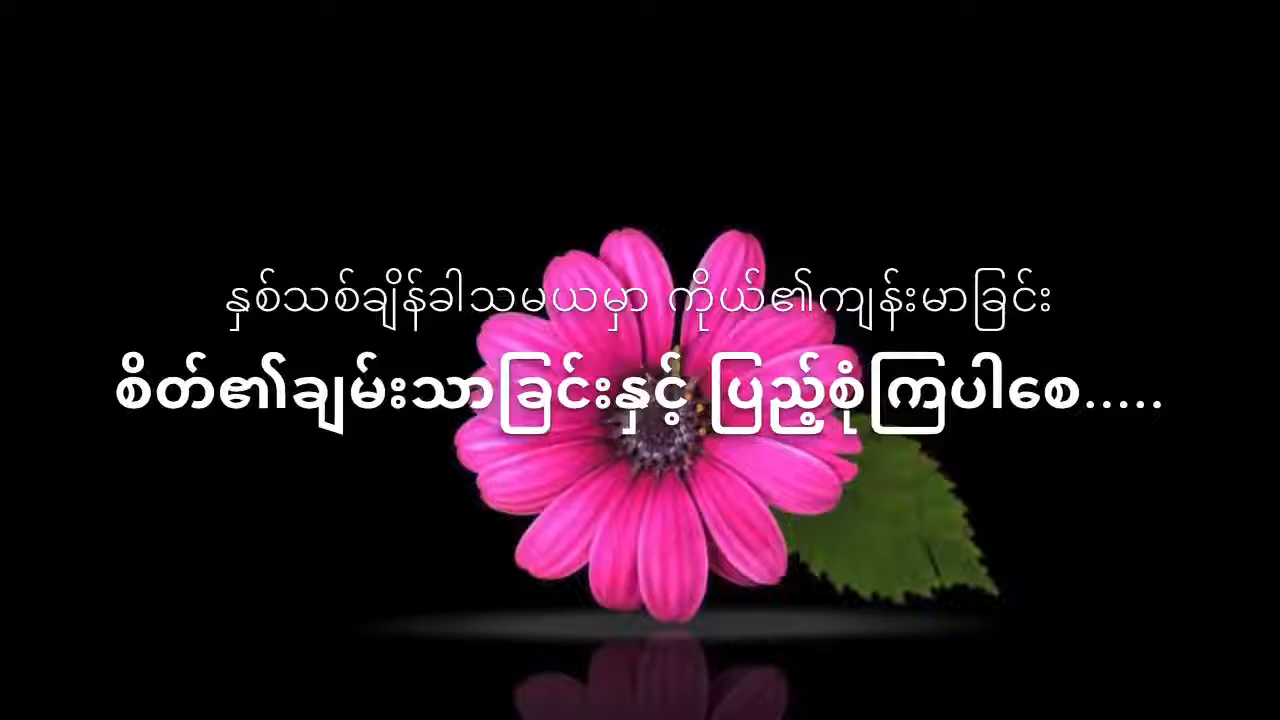 နှစ်သစ်ချိန်ခါသမယမှာ ကိုယ်၏ကျန်းမာခြင်း
စိတ်၏ချမ်းသာခြင်းနှင့် ပြည့်စုံကြပါစေ.....